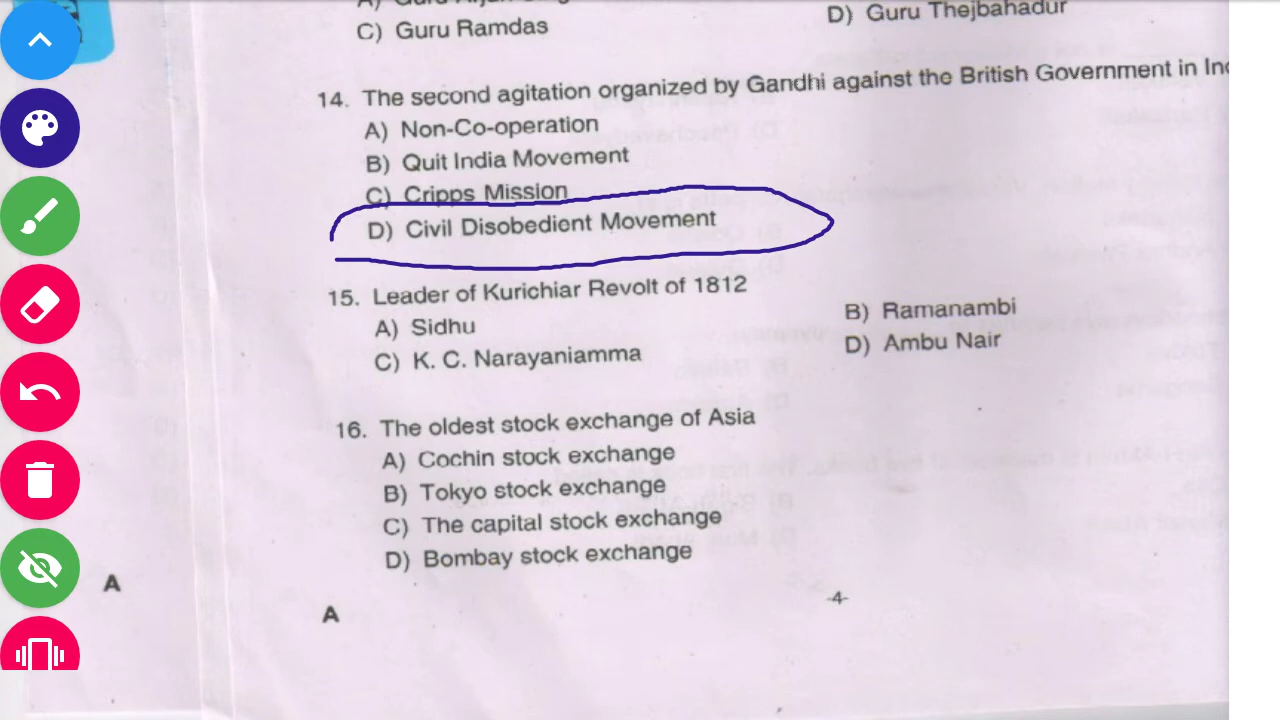 C) Guru Ramdas
D) Guru Thejbahadur
14. The second agitation organized by Gandhi against the British Government in
A) Non-Co-operation
B) Quit India Movement
C) Cripps Mission
D) Civil Disobedient Movement
15. Leader of Kurichiar Revolt of 1812
A) Sidhu
B) Ramanambi
C) K. C. Narayaniamma
D) Ambu Nair
16. The oldest stock exchange of Asia
A) Cochin stock exchange
B) Tokyo stock exchange
C) The capital stock exchange
D) Bombay stock exchange
A
A
-4-